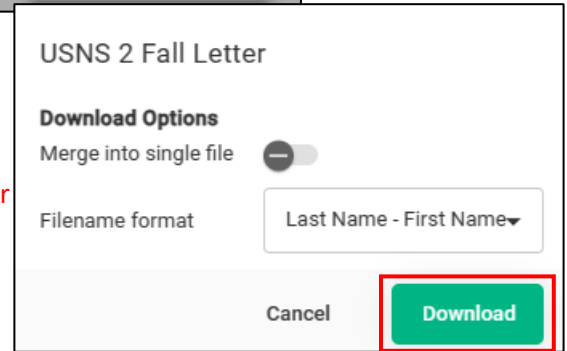 USNS 2 Fall Letter
Download Options
Merge into single file
r
Filename format
Last Name - First Name
Cancel
Download